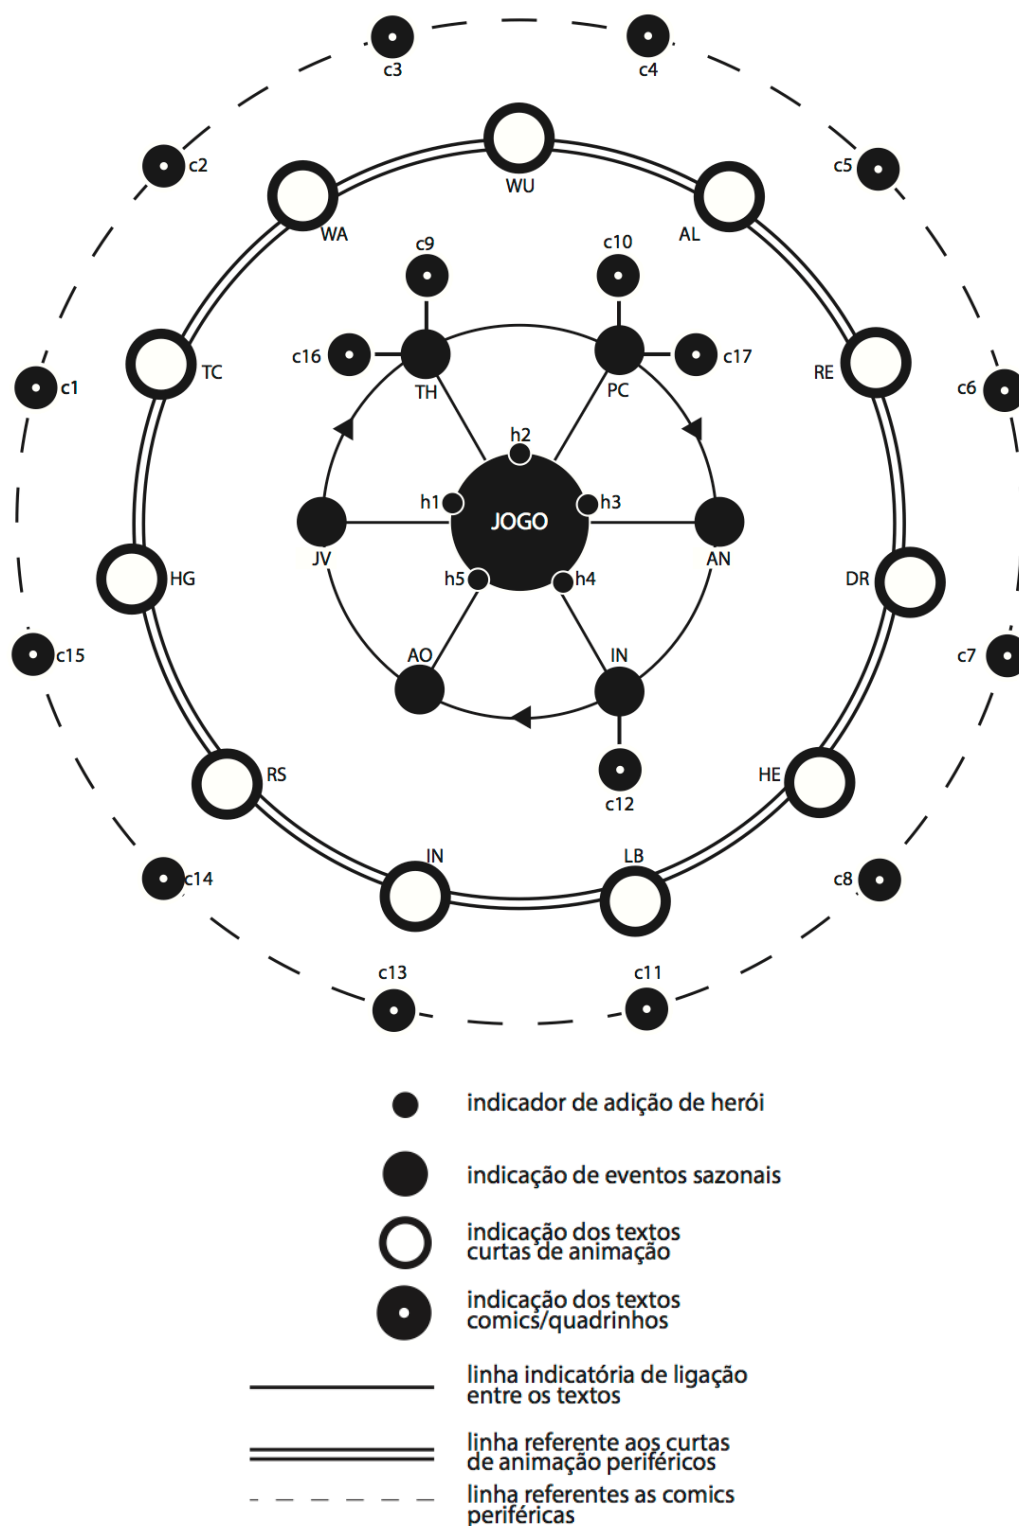 c3
c4
c2
c5
WU
WA
AL
c9
c10
c16
c17
TC
RE
c1
c6
TH
PC
h2
h1
h3
JOGO
JV
AN
HG
DR
h5
h4
AO
IN
c15
c7
RS
HE
c12
IN
LB
c14
c8
c13
c11
indicador de adição de herói
indicação de eventos sazonais
indicação dos textos
curtas de animação
indicação dos textos
comics/quadrinhos
linha indicatória de ligação
entre os textos
linha referente aos curtas
de animação periféricos
linha referentes as comics
periféricas